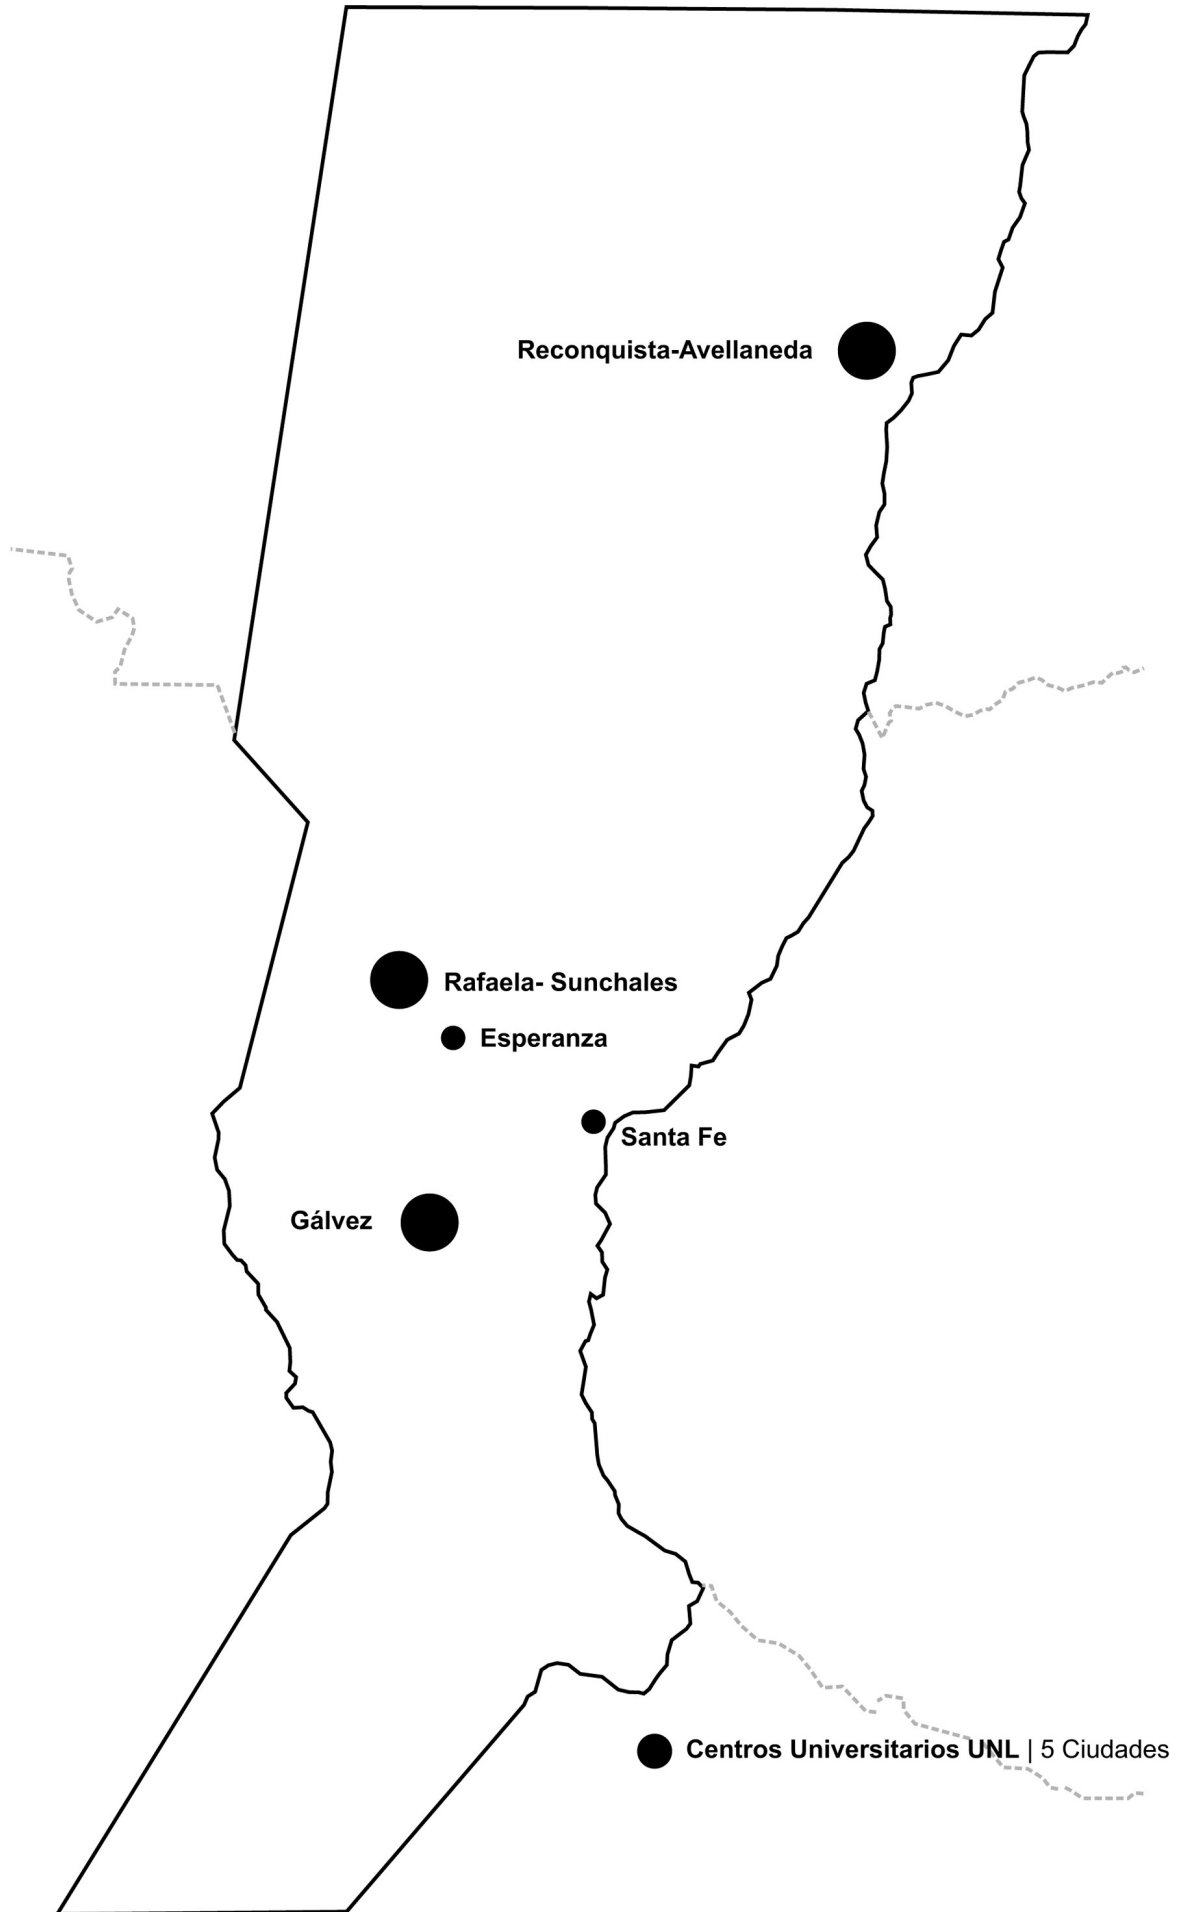 Reconquista-Avellaneda
Rafaela- Sunchales
Esperanza
Santa Fe
Gálvez
Centros Universitarios UNL | 5 Ciudades